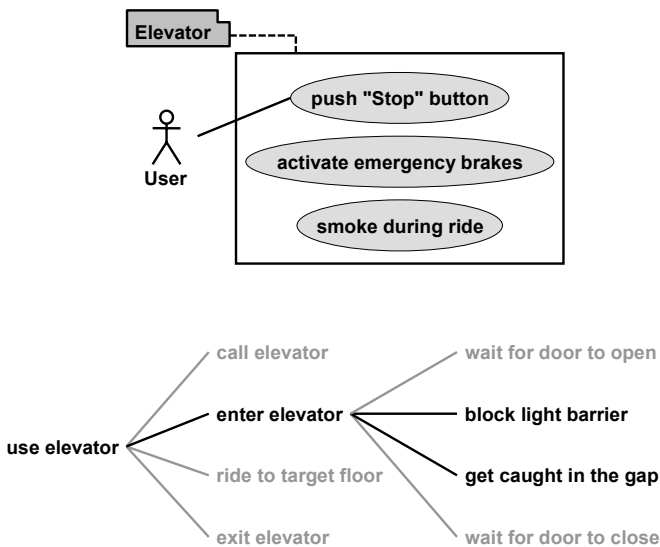 Elevator
push "Stop" button
User
activate emergency brakes
smoke during ride
call elevator
wait for door to open
enter elevator
block light barrier
use elevator
ride to target floor
get caught in the gap
exit elevator
wait for door to close